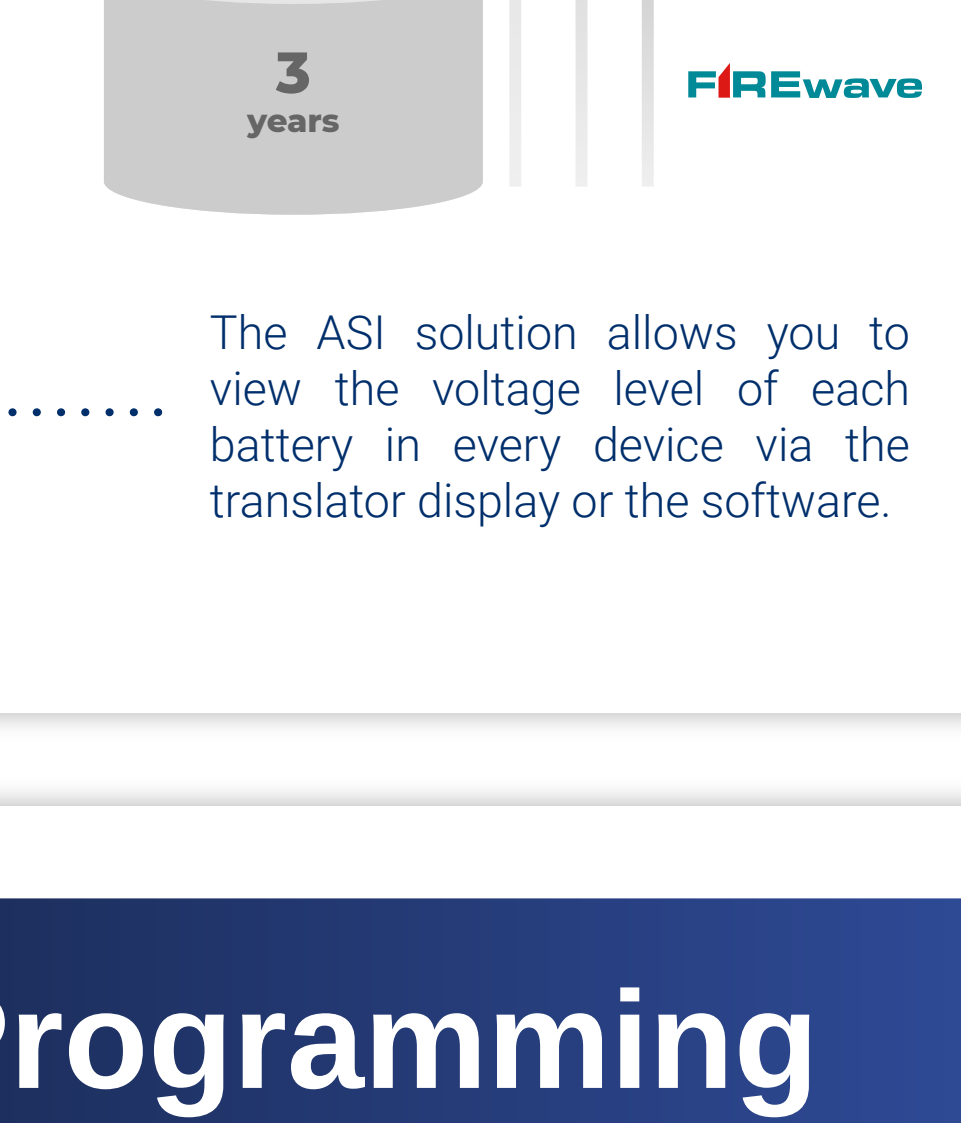 3
years
FIREwave
The ASI solution allows you to
view the voltage level of each
battery in every device via the
translator display or the software.
Programming